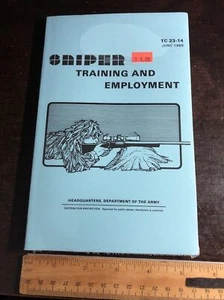 TC 23-14
JUNE 1989
SNIPER
TRAINING AND
EMPLOYMENT
HEADQUARTERS, DEPARTMENT OF THE ARMY